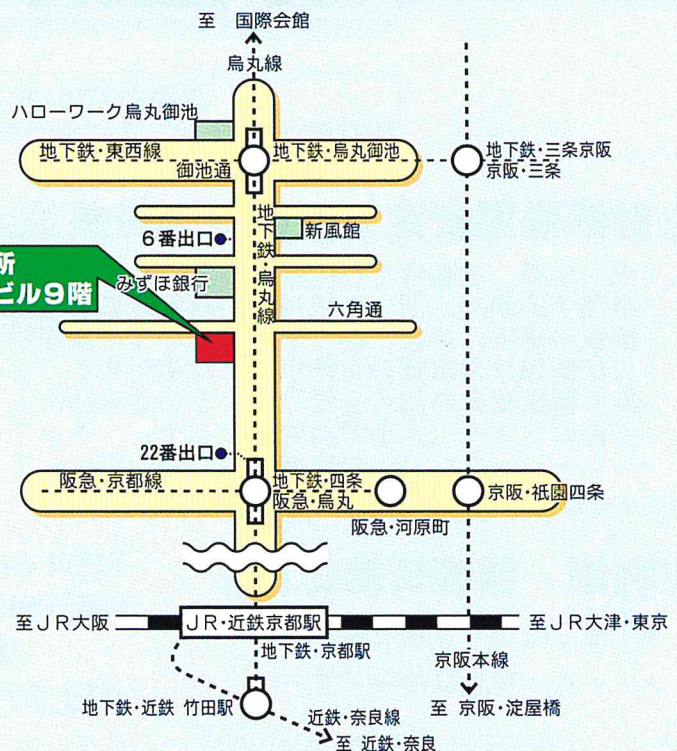 至 国際会館
烏丸線
ハローワーク烏丸御池
地下鉄・東西線
御池通
地下鉄・烏丸御池
地下鉄・三条京阪
京阪・三条
地下鉄・烏丸線
6番出口
新風館
所
ビル9階
みずほ銀行
六角通
22番出口
阪急・京都線
地下鉄・四条
阪急・烏丸
京阪・祇園四条
阪急・河原町
至JR大阪
JR・近鉄京都駅
至JR大津・東京
地下鉄・京都駅
京阪本線
地下鉄・近鉄 竹田駅
近鉄・奈良線
至 京阪・淀屋橋
至 近鉄・奈良